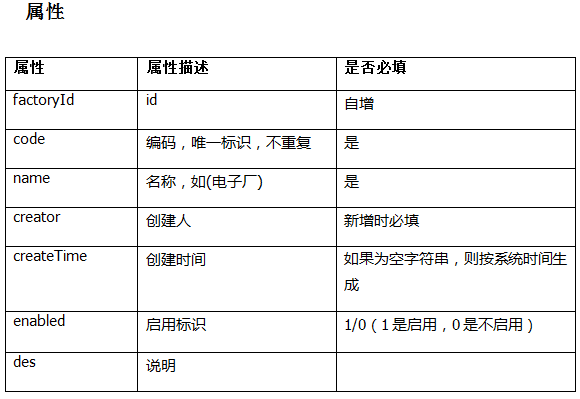 属性
属性 属性描述 是否必填
factoryId id 自增
code 编码，唯一标识，不重复 是
name 名称，如(电子厂) 是
creator 创建人 新增时必填
createTime 创建时间 如果为空字符串，则按系统时间生
成
enabled 启用标识 1/0（1是启用，0是不启用）
des 说明